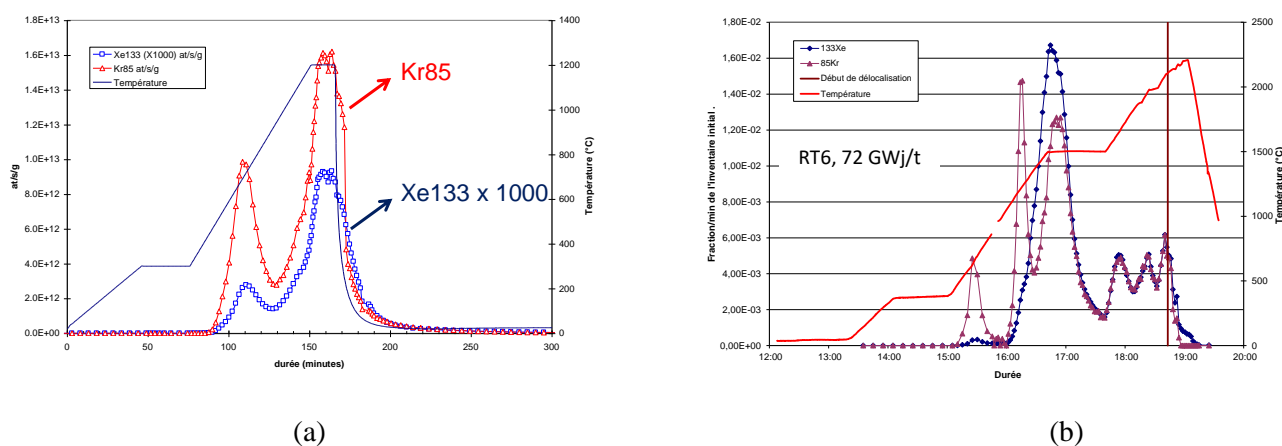 1.8E+13
1.6E+13
1.4E+13
1.2E+13
1.0E+13
8.0E+12
6.0E+12
4.0E+12
2.0E+12
0.0E+00
at/s/g
0 50 100 150 200 250 300
durée (minutes)
1400
1200
1000
800
600
400
200
0
Température (°C)
Xe133 (X1000) at/s/g
Kr85 at/s/g
Température
Kr85
Xe133 x 1000
(a)
1,80E-02
1,60E-02
1,40E-02
1,20E-02
1,00E-02
8,00E-03
6,00E-03
4,00E-03
2,00E-03
0,00E+00
Fraction/min de l'inventaire initial .
12:00 13:00 14:00 15:00 16:00 17:00 18:00 19:00 20:00
Durée
2500
2000
1500
1000
500
0
Température (°C)
133Xe
85Kr
Début de délocalisation
Température
RT6, 72 GWj/t
(b)